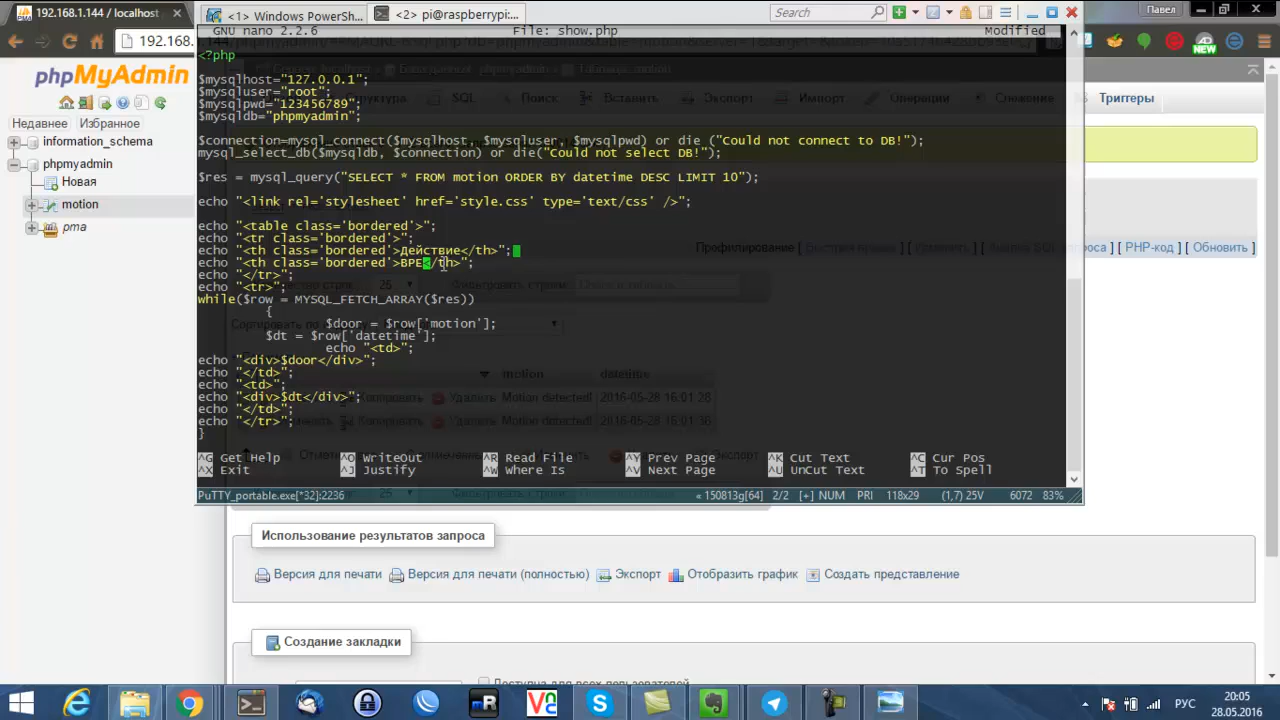 192.168.1.144 / localhost
<1> Windows PowerSh...
<2> pi@raspberrypi:...
Search
Павел
192.168.
NEW
phpMyAdmin
Недавнее Избранное
information_schema
phpmyadmin
Новая
motion
pma
GNU nano 2.2.6 File: show.php Modified
<?php
$mysqlhost="127.0.0.1";
$mysqluser="root";
$mysqlpwd="123456789";
$mysqldb="phpmyadmin";
$connection=mysql_connect($mysqlhost, $mysqluser, $mysqlpwd) or die ("Could not connect to DB!");
mysql_select_db($mysqldb, $connection) or die("Could not select DB!");
$res = mysql_query("SELECT * FROM motion ORDER BY datetime DESC LIMIT 10");
echo "<link rel='stylesheet' href='style.css' type='text/css' />";
echo "<table class='bordered'>";
echo "<tr class='bordered'>";
echo "<th class='bordered'>действие</th>";
echo "<th class='bordered'>ВРЕ</th>";
echo "</tr>";
echo "<tr>";
while($row = MYSQL_FETCH_ARRAY($res))
{
$door = $row['motion'];
$dt = $row['datetime'];
echo "<td>";
echo "<div>$door</div>";
echo "</td>";
echo "<td>";
echo "<div>$dt</div>";
echo "</td>";
echo "</tr>";
}
^G Get Help ^O WriteOut ^R Read File ^Y Prev Page ^K Cut Text ^C Cur Pos
^X Exit ^J Justify ^W Where Is ^V Next Page ^U UnCut Text ^T To Spell
PuTTY_portable.exe[*32]:2236 « 150813g[64] 2/2 [+] NUM PRI 118x29 (1,7) 25V 6072 83%
Структура SQL Поиск Вставить Экспорт Импорт Операции Слежение Триггеры
Профилирование [ Быстрая правка ] [ Изменить ] [ Анализ SQL запроса ] [ PHP-код ] [ Обновить ]
25 Фильтровать строки: Поиск в таблице
Сортировать по
motion datetime
Копировать Удалить Motion detected! 2016-05-28 16:01:28
Копировать Удалить Motion detected! 2016-05-28 16:01:36
Экспорт
25 Фильтровать строки:
Использование результатов запроса
Версия для печати Версия для печати (полностью) Экспорт Отобразить график Создать представление
Создание закладки
Доступна для всех пользователей
РУС
20:05
28.05.2016